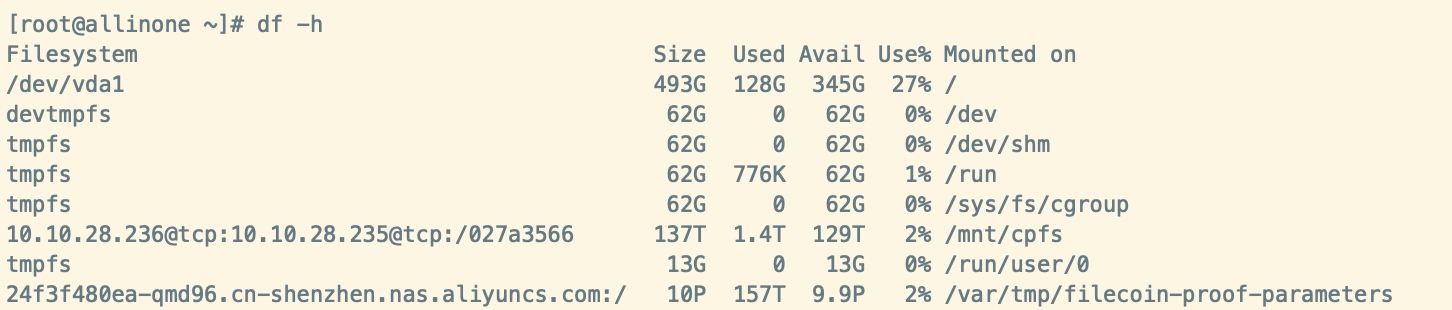 [root@allinone ~]# df -h
Filesystem                                        Size  Used Avail Use% Mounted on
/dev/vda1                                         493G  128G  345G  27% /
devtmpfs                                           62G     0   62G   0% /dev
tmpfs                                              62G     0   62G   0% /dev/shm
tmpfs                                              62G  776K   62G   1% /run
tmpfs                                              62G     0   62G   0% /sys/fs/cgroup
10.10.28.236@tcp:10.10.28.235@tcp:/027a3566       137T  1.4T  129T   2% /mnt/cpfs
tmpfs                                              13G     0   13G   0% /run/user/0
24f3f480ea-qmd96.cn-shenzhen.nas.aliyuncs.com:/    10P  157T  9.9P   2% /var/tmp/filecoin-proof-parameters